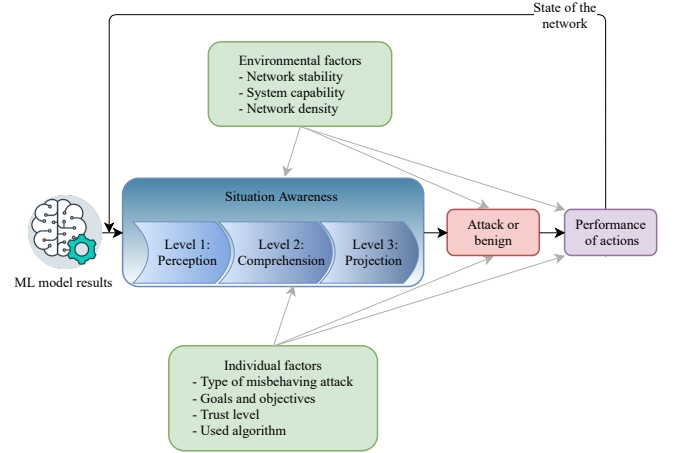 State of the
network
Environmental factors
- Network stability
- System capability
- Network density
Situation Awareness
Level 1:
Perception
Level 2:
Comprehension
Level 3:
Projection
Attack or
benign
Performance
of actions
ML model results
Individual factors
- Type of misbehaving attack
- Goals and objectives
- Trust level
- Used algorithm